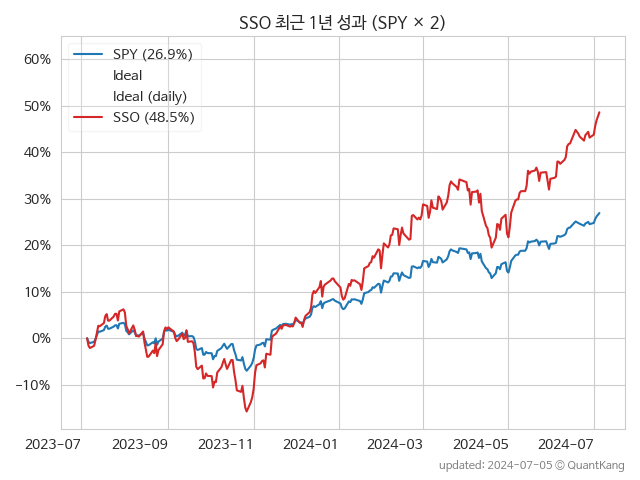 SSO 최근 1년 성과 (SPY × 2)
SPY (26.9%)
Ideal
Ideal (daily)
SSO (48.5%)
60%
50%
40%
30%
20%
10%
0%
−10%
2023−07
2023−09
2023−11
2024−01
2024−03
2024−05
2024−07
updated: 2024-07-05 © QuantKang